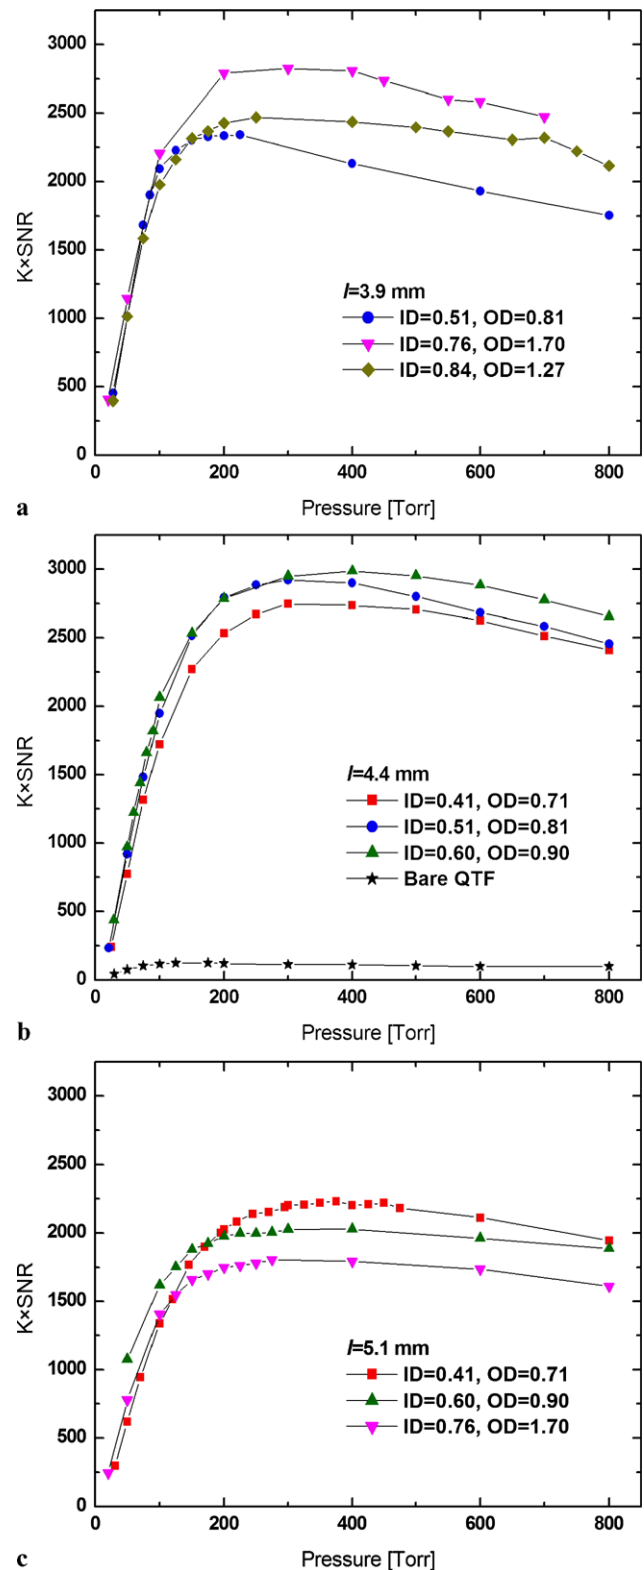 3000
2500
2000
1500
1000
500
0
K×SNR
l=3.9 mm
ID=0.51, OD=0.81
ID=0.76, OD=1.70
ID=0.84, OD=1.27
0 200 400 600 800
Pressure [Torr]
a
3000
2500
2000
1500
1000
500
0
K×SNR
l=4.4 mm
ID=0.41, OD=0.71
ID=0.51, OD=0.81
ID=0.60, OD=0.90
Bare QTF
0 200 400 600 800
Pressure [Torr]
b
3000
2500
2000
1500
1000
500
0
K×SNR
l=5.1 mm
ID=0.41, OD=0.71
ID=0.60, OD=0.90
ID=0.76, OD=1.70
0 200 400 600 800
Pressure [Torr]
c